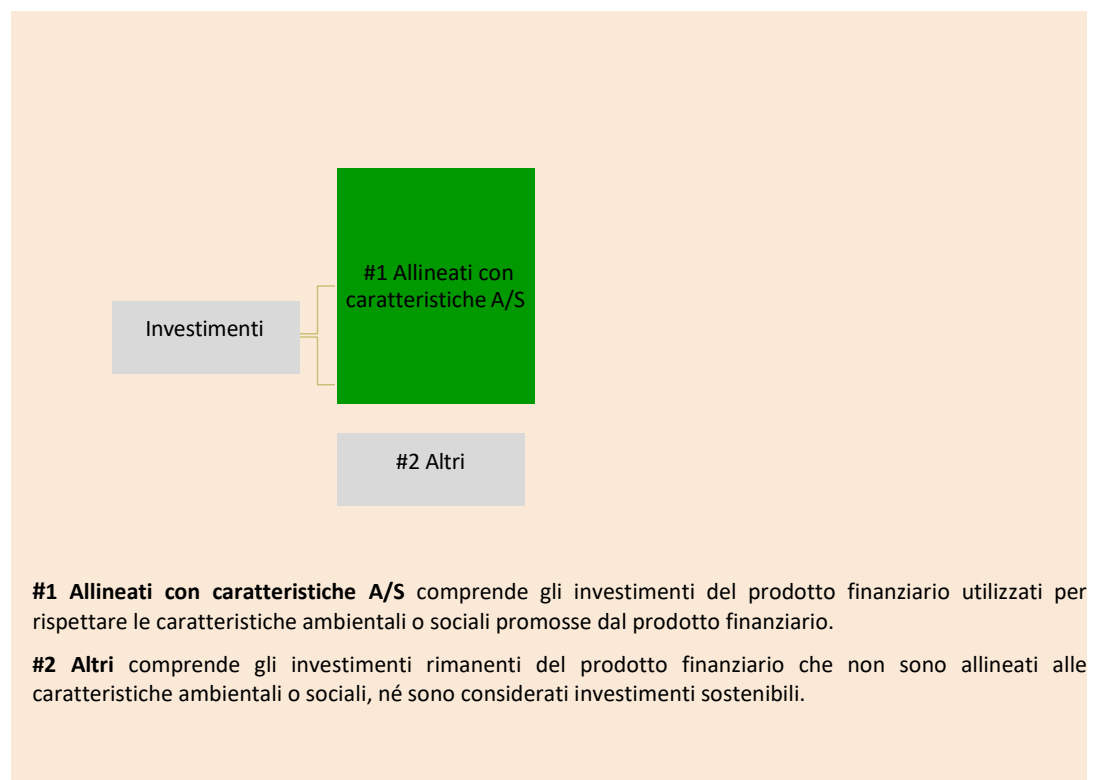 #1 Allineati con
caratteristiche A/S
Investimenti
#2 Altri
#1 Allineati con caratteristiche A/S comprende gli investimenti del prodotto finanziario utilizzati per
rispettare le caratteristiche ambientali o sociali promosse dal prodotto finanziario.
#2 Altri comprende gli investimenti rimanenti del prodotto finanziario che non sono allineati alle
caratteristiche ambientali o sociali, né sono considerati investimenti sostenibili.